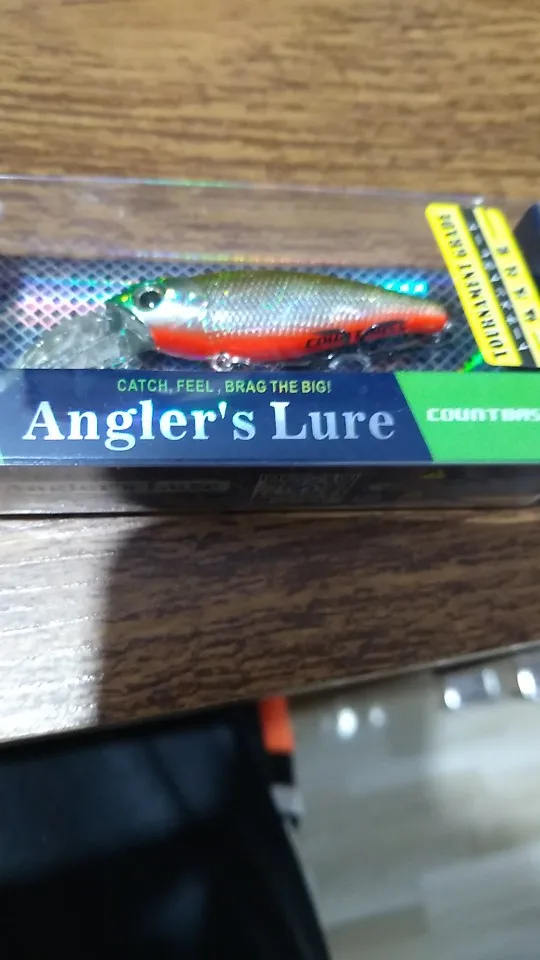 TOURNAMENT GRADE
CATCH, FEEL, BRAG THE BIG!
Angler's Lure
COUNTBAS